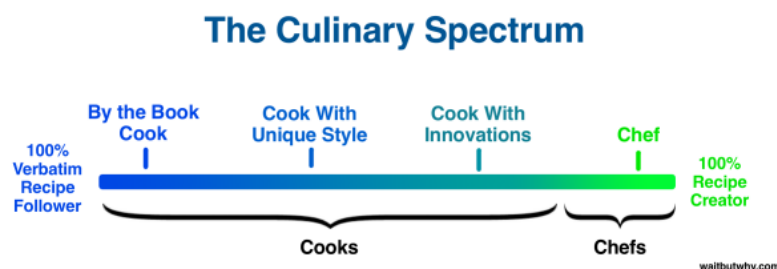 The Culinary Spectrum
By the Book
Cook
Cook With
Unique Style
Cook With
Innovations
Chef
100%
Verbatim
Recipe
Follower
100%
Recipe
Creator
Cooks
Chefs
waitbutwhy.com